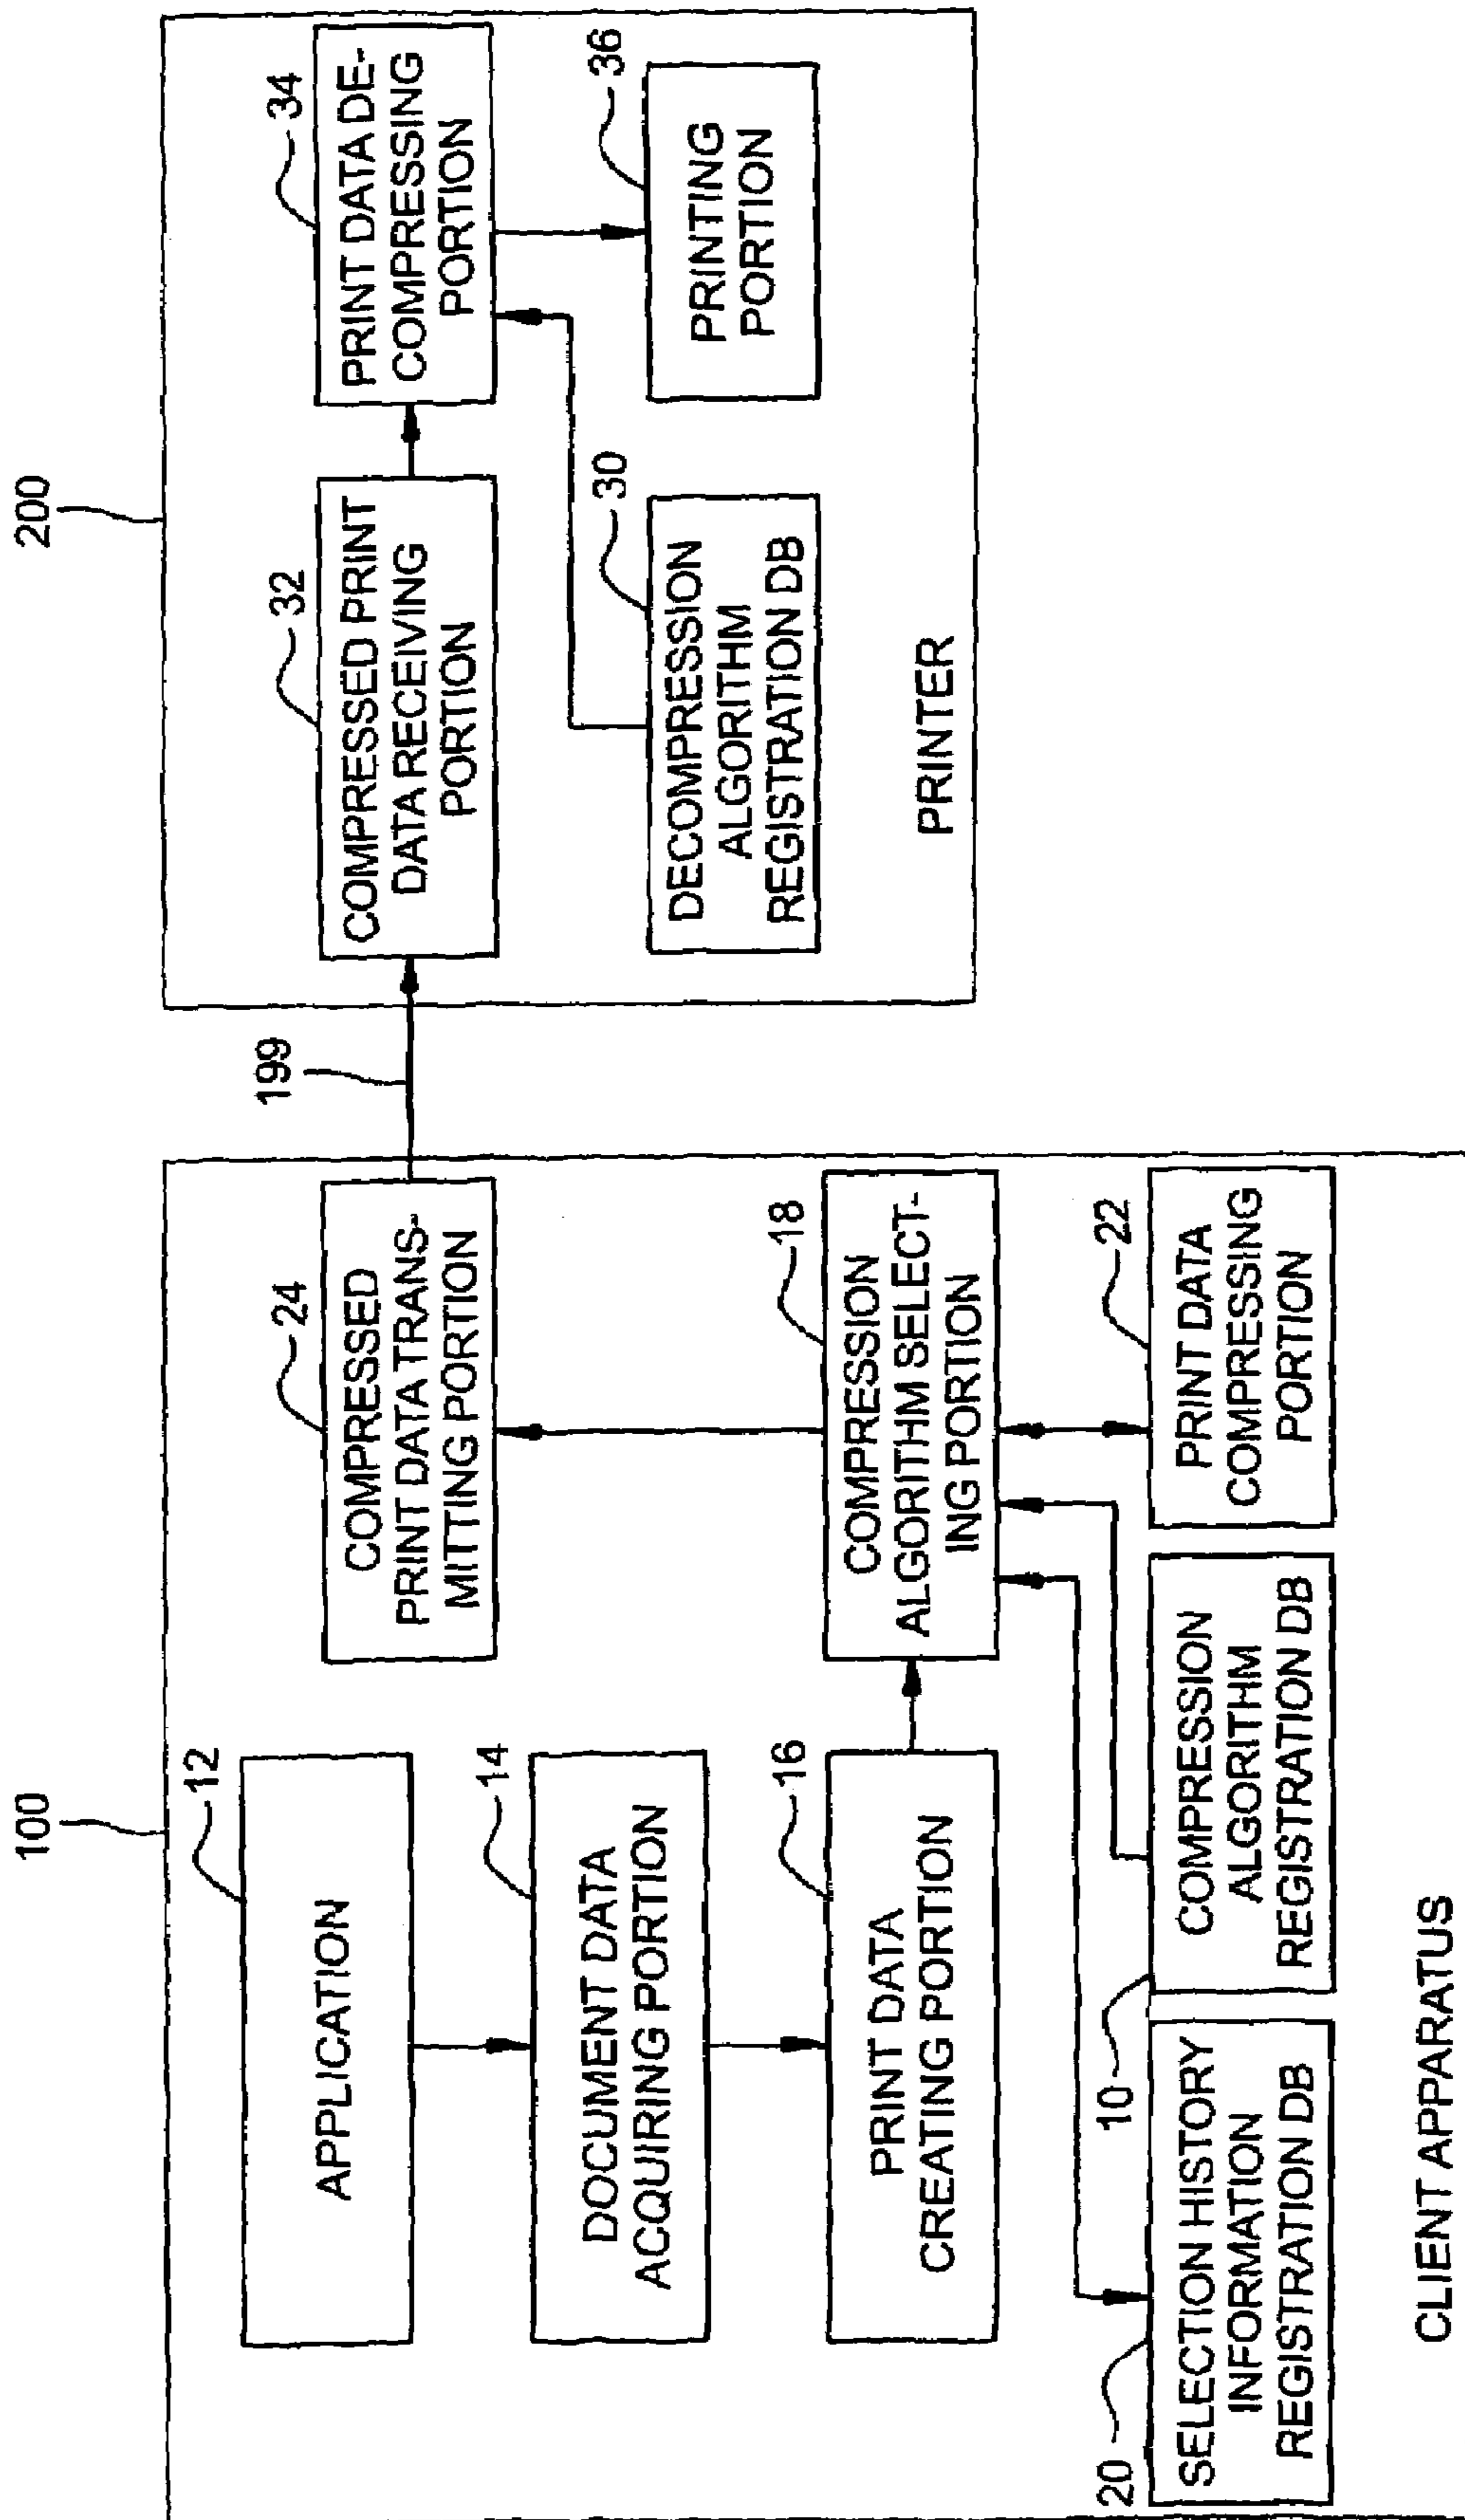 100
200
12
APPLICATION
14
DOCUMENT DATA
ACQUIRING PORTION
16
PRINT DATA
CREATING PORTION
24
COMPRESSED
PRINT DATA TRANS-
MITTING PORTION
18
COMPRESSION
ALGORITHM SELECT-
ING PORTION
20
SELECTION HISTORY
INFORMATION
REGISTRATION DB
10
COMPRESSION
ALGORITHM
REGISTRATION DB
22
PRINT DATA
COMPRESSING
PORTION
CLIENT APPARATUS
199
32
COMPRESSED PRINT
DATA RECEIVING
PORTION
34
PRINT DATA DE-
COMPRESSING
PORTION
30
DECOMPRESSION
ALGORITHM
REGISTRATION DB
36
PRINTING
PORTION
PRINTER